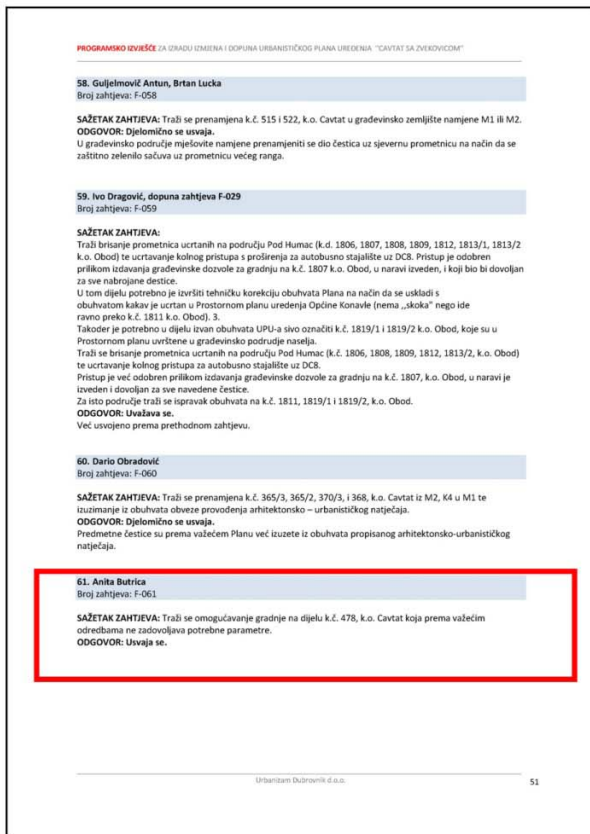 PROGRAMSKO IZVJEŠĆE ZA IZRADU IZMJENA I DOPUNA URBANISTIČKOG PLANA UREĐENJA "CAVTAT SA ZVEKOVICOM"
58. Guljelmovič Antun, Brtan Lucka
Broj zahtjeva: F-058
SAŽETAK ZAHTJEVA: Traži se prenamjena k.č. 515 i 522, k.o. Cavtat u građevinsko zemljište namjene M1 ili M2.
ODGOVOR: Djelomično se usvaja.
U građevinsko područje mješovite namjene prenamjeniti se dio čestica uz sjevernu prometnicu na način da se
zaštitno zelenilo sačuva uz prometnicu većeg ranga.
59. Ivo Dragović, dopuna zahtjeva F-029
Broj zahtjeva: F-059
SAŽETAK ZAHTJEVA:
Traži brisanje prometnica ucrtanih na području Pod Humac (k.d. 1806, 1807, 1808, 1809, 1812, 1813/1, 1813/2
k.o. Obod) te ucrtavanje kolnog pristupa s proširenja za autobusno stajalište uz DC8. Pristup je odobren
prilikom izdavanja građevinske dozvole za gradnju na k.č. 1807 k.o. Obod, u naravi izveden, i koji bio bi dovoljan
za sve nabrojane destice.
U tom dijelu potrebno je izvršiti tehničku korekciju obuhvata Plana na način da se uskladi s
obuhvatom kakav je ucrtan u Prostornom planu uređenja Općine Konavle (nema „skoka" nego ide
ravno preko k.č. 1811 k.o. Obod). 3.
Također je potrebno u dijelu izvan obuhvata UPU-a sivo označiti k.č. 1819/1 i 1819/2 k.o. Obod, koje su u
Prostornom planu uvrštene u građevinsko podrudje naselja.
Traži se brisanje prometnica ucrtanih na području Pod Humac (k.č. 1806, 1808, 1809, 1812, 1813/2, k.o. Obod)
te ucrtavanje kolnog pristupa za autobusno stajalište uz DC8.
Pristup je već odobren prilikom izdavanja građevinske dozvole za gradnju na k.č. 1807, k.o. Obod, u naravi je
izveden i dovoljan za sve navedene čestice.
Za isto područje traži se ispravak obuhvata na k.č. 1811, 1819/1 i 1819/2, k.o. Obod.
ODGOVOR: Uvažava se.
Već usvojeno prema prethodnom zahtjevu.
60. Dario Obradović
Broj zahtjeva: F-060
SAŽETAK ZAHTJEVA: Traži se prenamjena k.č. 365/3, 365/2, 370/3, i 368, k.o. Cavtat iz M2, K4 u M1 te
izuzimanje iz obuhvata obveze provođenja arhitektonsko – urbanističkog natječaja.
ODGOVOR: Djelomično se usvaja.
Predmetne čestice su prema važećem Planu već izuzete iz obuhvata propisanog arhitektonsko-urbanističkog
natječaja.
61. Anita Butrica
Broj zahtjeva: F-061
SAŽETAK ZAHTJEVA: Traži se omogućavanje gradnje na dijelu k.č. 478, k.o. Cavtat koja prema važećim
odredbama ne zadovoljava potrebne parametre.
ODGOVOR: Usvaja se.
Urbanizam Dubrovnik d.o.o.
51